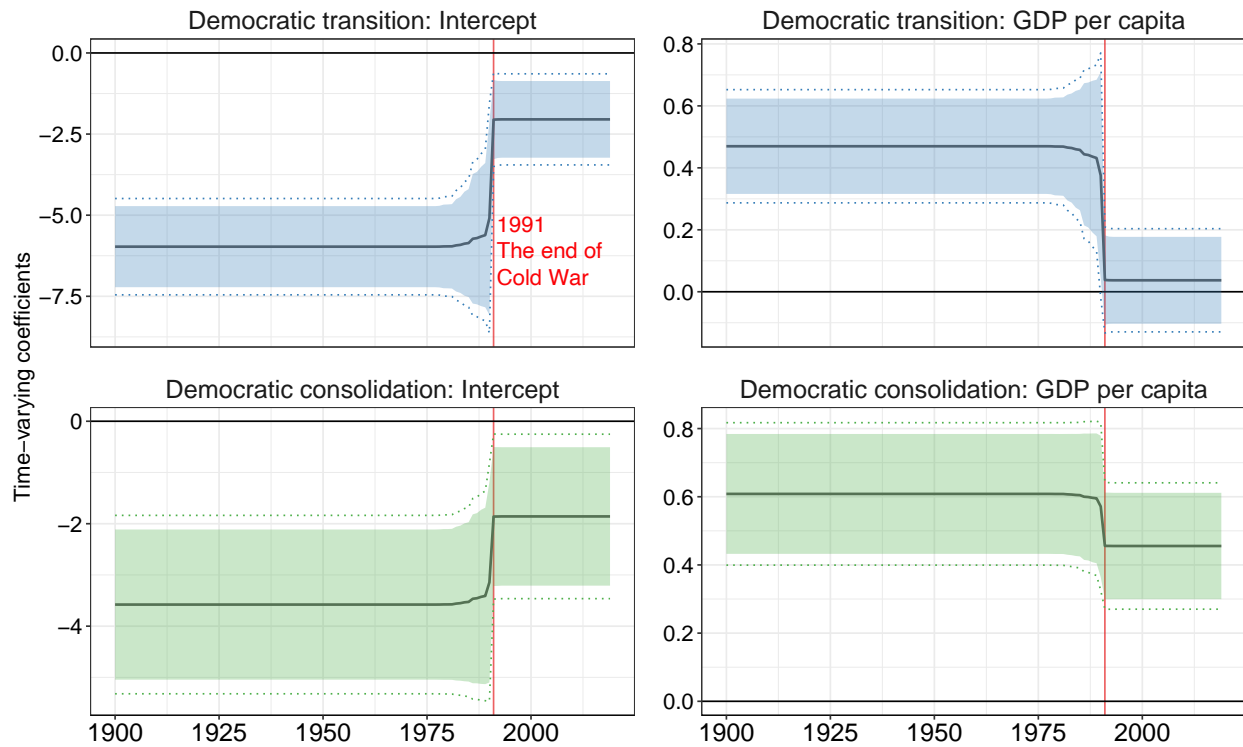 Democratic transition: Intercept
Democratic transition: GDP per capita
0.0
−2.5
−5.0
−7.5
1991
The end of
Cold War
0.8
0.6
0.4
0.2
0.0
Time−varying coefficients
Democratic consolidation: Intercept
Democratic consolidation: GDP per capita
0
−2
−4
0.8
0.6
0.4
0.2
0.0
1900 1925 1950 1975 2000
1900 1925 1950 1975 2000